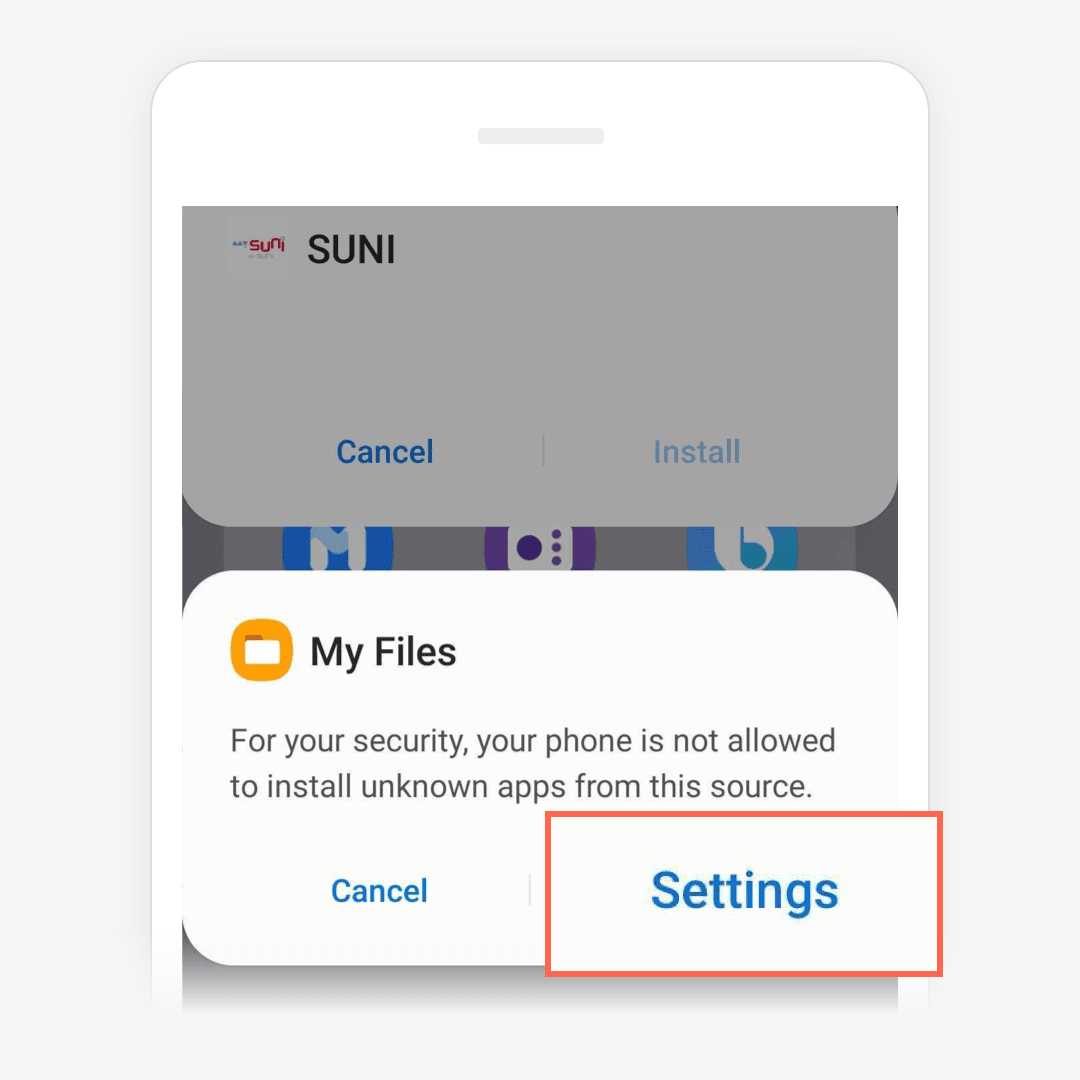 suni
SUNI
Cancel
Install
My Files
For your security, your phone is not allowed
to install unknown apps from this source.
Cancel
Settings